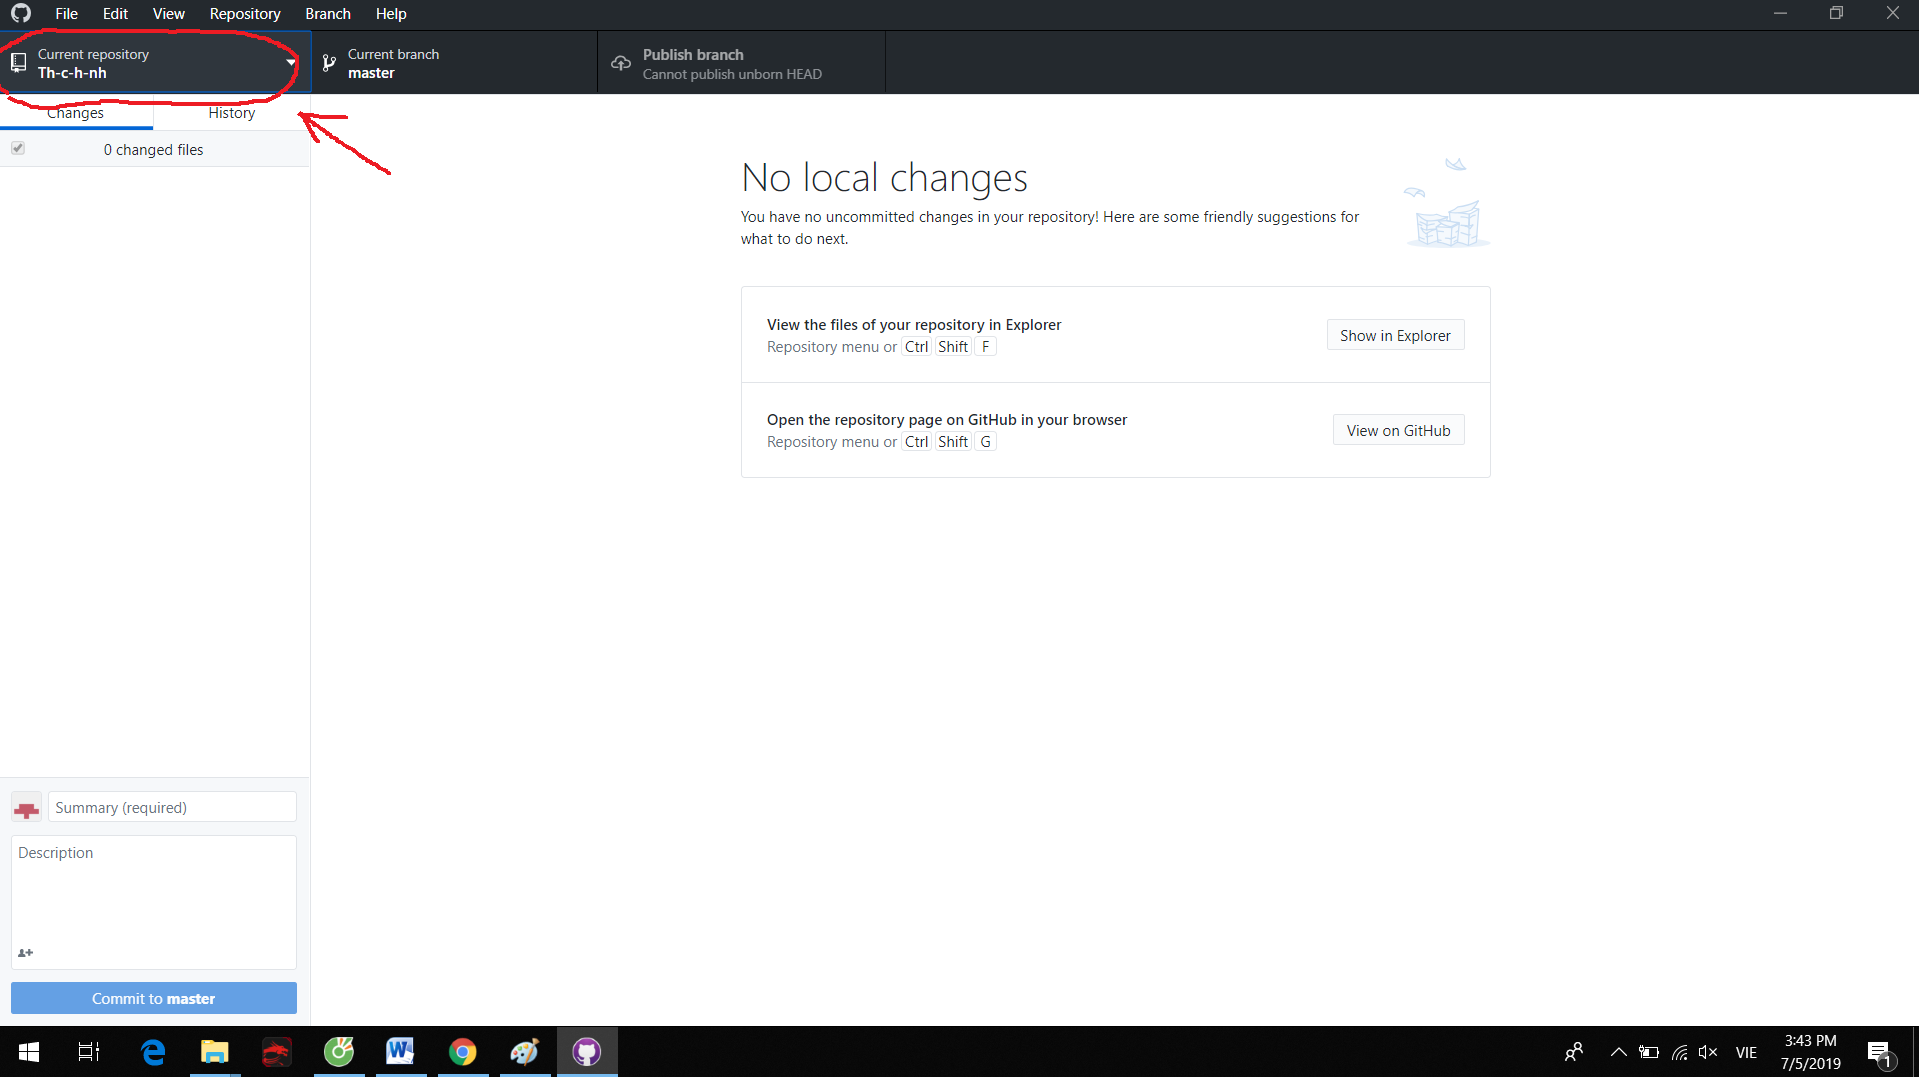 File Edit View Repository Branch Help
Current repository
Th-c-h-nh
Current branch
master
Publish branch
Cannot publish unborn HEAD
Changes
History
0 changed files
No local changes
You have no uncommitted changes in your repository! Here are some friendly suggestions for
what to do next.
View the files of your repository in Explorer
Repository menu or Ctrl Shift F
Show in Explorer
Open the repository page on GitHub in your browser
Repository menu or Ctrl Shift G
View on GitHub
Summary (required)
Description
Commit to master
VIE
3:43 PM
7/5/2019
1